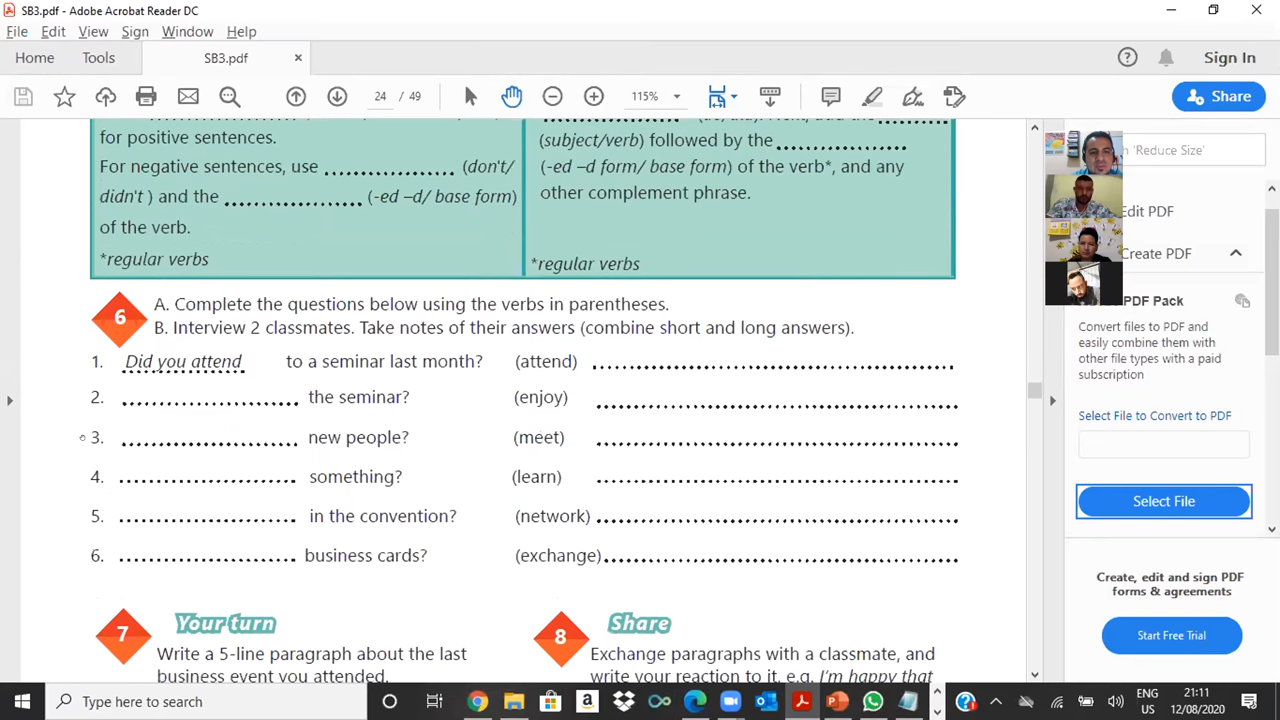 SB3.pdf - Adobe Acrobat Reader DC
File Edit View Sign Window Help
Home Tools SB3.pdf × Sign In
24 / 49 115% Share
for positive sentences.
For negative sentences, use (don't/
didn't ) and the (-ed –d/ base form)
of the verb.
*regular verbs
(subject/verb) followed by the
(-ed –d form/ base form) of the verb*, and any
other complement phrase.
*regular verbs
6 A. Complete the questions below using the verbs in parentheses.
B. Interview 2 classmates. Take notes of their answers (combine short and long answers).
1. Did you attend to a seminar last month? (attend)
2. the seminar? (enjoy)
3. new people? (meet)
4. something? (learn)
5. in the convention? (network)
6. business cards? (exchange)
7 Your turn
Write a 5-line paragraph about the last
business event you attended.
8 Share
Exchange paragraphs with a classmate, and
write your reaction to it. e.g. I'm happy that
'Reduce Size'
Edit PDF
Create PDF
PDF Pack
Convert files to PDF and
easily combine them with
other file types with a paid
subscription
Select File to Convert to PDF
Select File
Create, edit and sign PDF
forms & agreements
Start Free Trial
Type here to search
ENG
US
21:11
12/08/2020